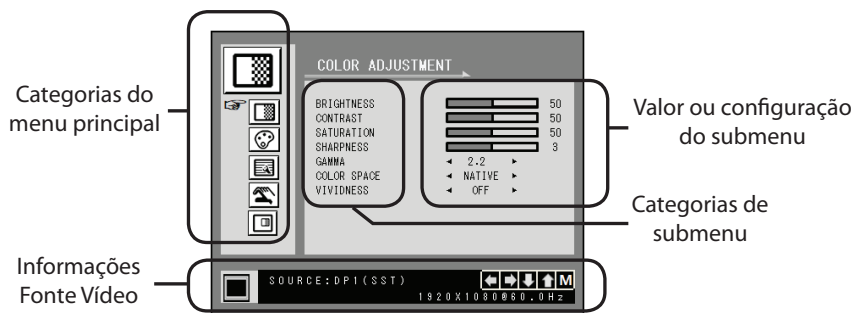 Categorias do
menu principal
COLOR ADJUSTMENT
BRIGHTNESS 50
CONTRAST 50
SATURATION 50
SHARPNESS 3
GAMMA 2.2
COLOR SPACE NATIVE
VIVIDNESS OFF
Valor ou configuração
do submenu
Categorias de
submenu
Informações
Fonte Vídeo
SOURCE:DP1(SST) M
1920X1080@60.0Hz